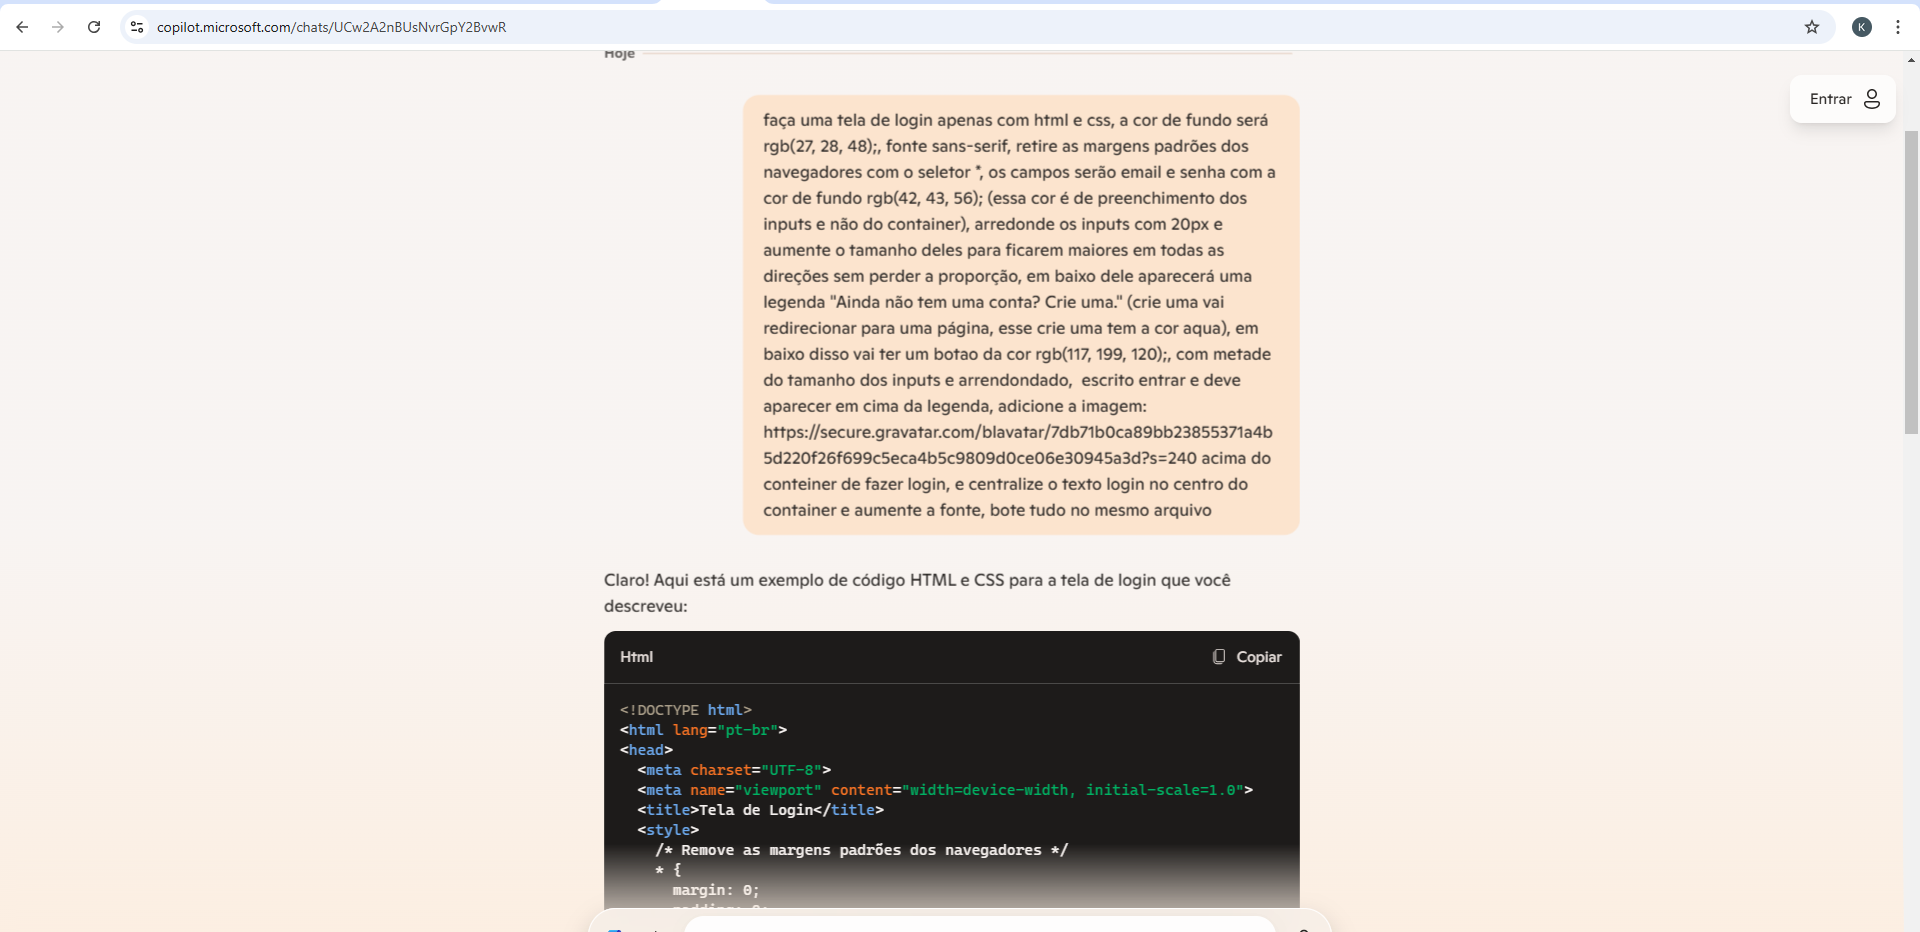 copilot.microsoft.com/chats/UCw2A2nBUsNvrGpY2BvwR
K
Hoje
Entrar
faça uma tela de login apenas com html e css, a cor de fundo será
rgb(27, 28, 48);, fonte sans-serif, retire as margens padrões dos
navegadores com o seletor *, os campos serão email e senha com a
cor de fundo rgb(42, 43, 56); (essa cor é de preenchimento dos
inputs e não do container), arredonde os inputs com 20px e
aumente o tamanho deles para ficarem maiores em todas as
direções sem perder a proporção, em baixo dele aparecerá uma
legenda "Ainda não tem uma conta? Crie uma." (crie uma vai
redirecionar para uma página, esse crie uma tem a cor aqua), em
baixo disso vai ter um botao da cor rgb(117, 199, 120);, com metade
do tamanho dos inputs e arrendondado,  escrito entrar e deve
aparecer em cima da legenda, adicione a imagem:
https://secure.gravatar.com/blavatar/7db71b0ca89bb23855371a4b
5d220f26f699c5eca4b5c9809d0ce06e30945a3d?s=240 acima do
conteiner de fazer login, e centralize o texto login no centro do
container e aumente a fonte, bote tudo no mesmo arquivo
Claro! Aqui está um exemplo de código HTML e CSS para a tela de login que você
descreveu:
Html
Copiar
<!DOCTYPE html>
<html lang="pt-br">
<head>
  <meta charset="UTF-8">
  <meta name="viewport" content="width=device-width, initial-scale=1.0">
  <title>Tela de Login</title>
  <style>
    /* Remove as margens padrões dos navegadores */
    * {
      margin: 0;
      padding: 0;